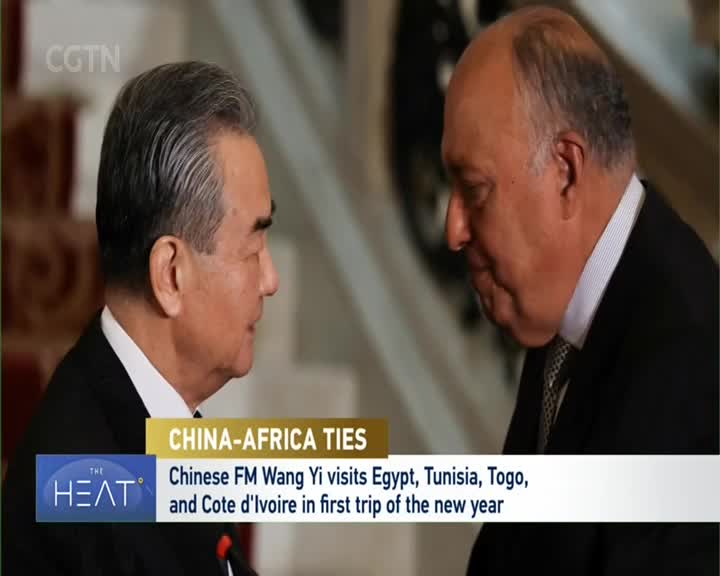 CGTN
CHINA-AFRICA TIES
THE
HEAT
Chinese FM Wang Yi visits Egypt, Tunisia, Togo,
and Cote d'Ivoire in first trip of the new year